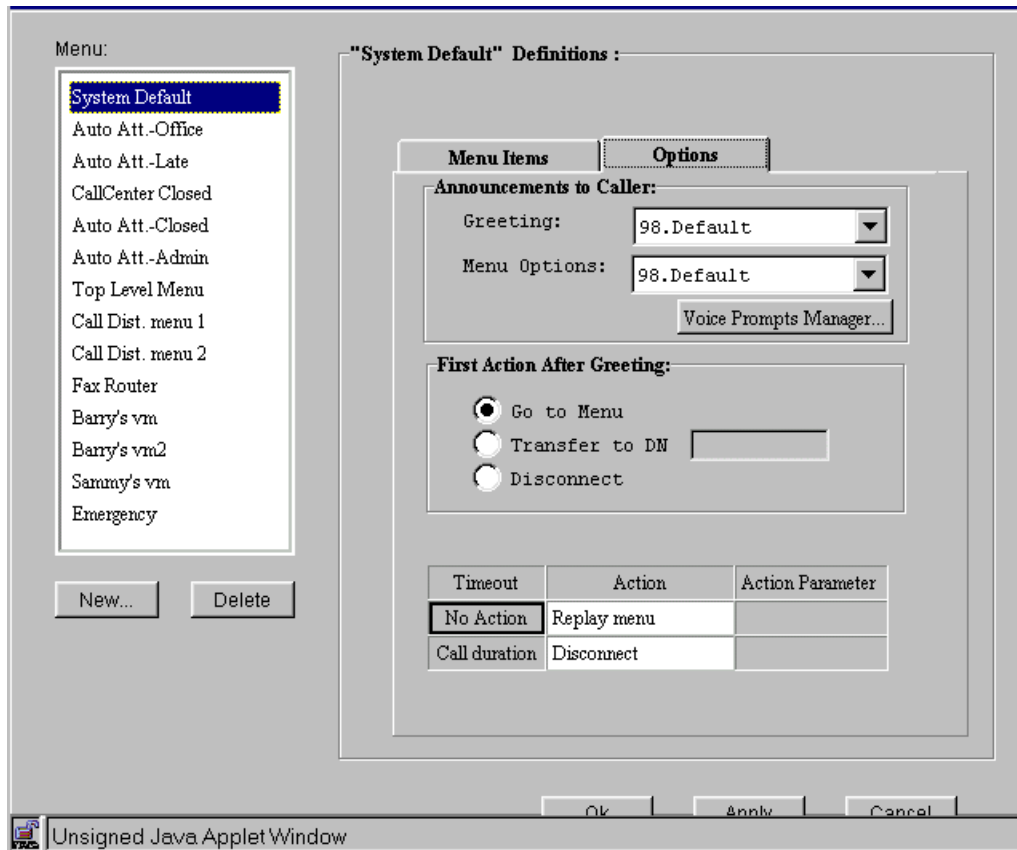 Menu:
System Default
Auto Att.-Office
Auto Att.-Late
CallCenter Closed
Auto Att.-Closed
Auto Att.-Admin
Top Level Menu
Call Dist. menu 1
Call Dist. menu 2
Fax Router
Barry's vm
Barry's vm2
Sammy's vm
Emergency
New... Delete
"System Default" Definitions :
Menu Items Options
Announcements to Caller:
Greeting: 98.Default
Menu Options: 98.Default
Voice Prompts Manager...
First Action After Greeting:
Go to Menu
Transfer to DN
Disconnect
Timeout Action Action Parameter
No Action Replay menu
Call duration Disconnect
Ok Apply Cancel
Unsigned Java Applet Window